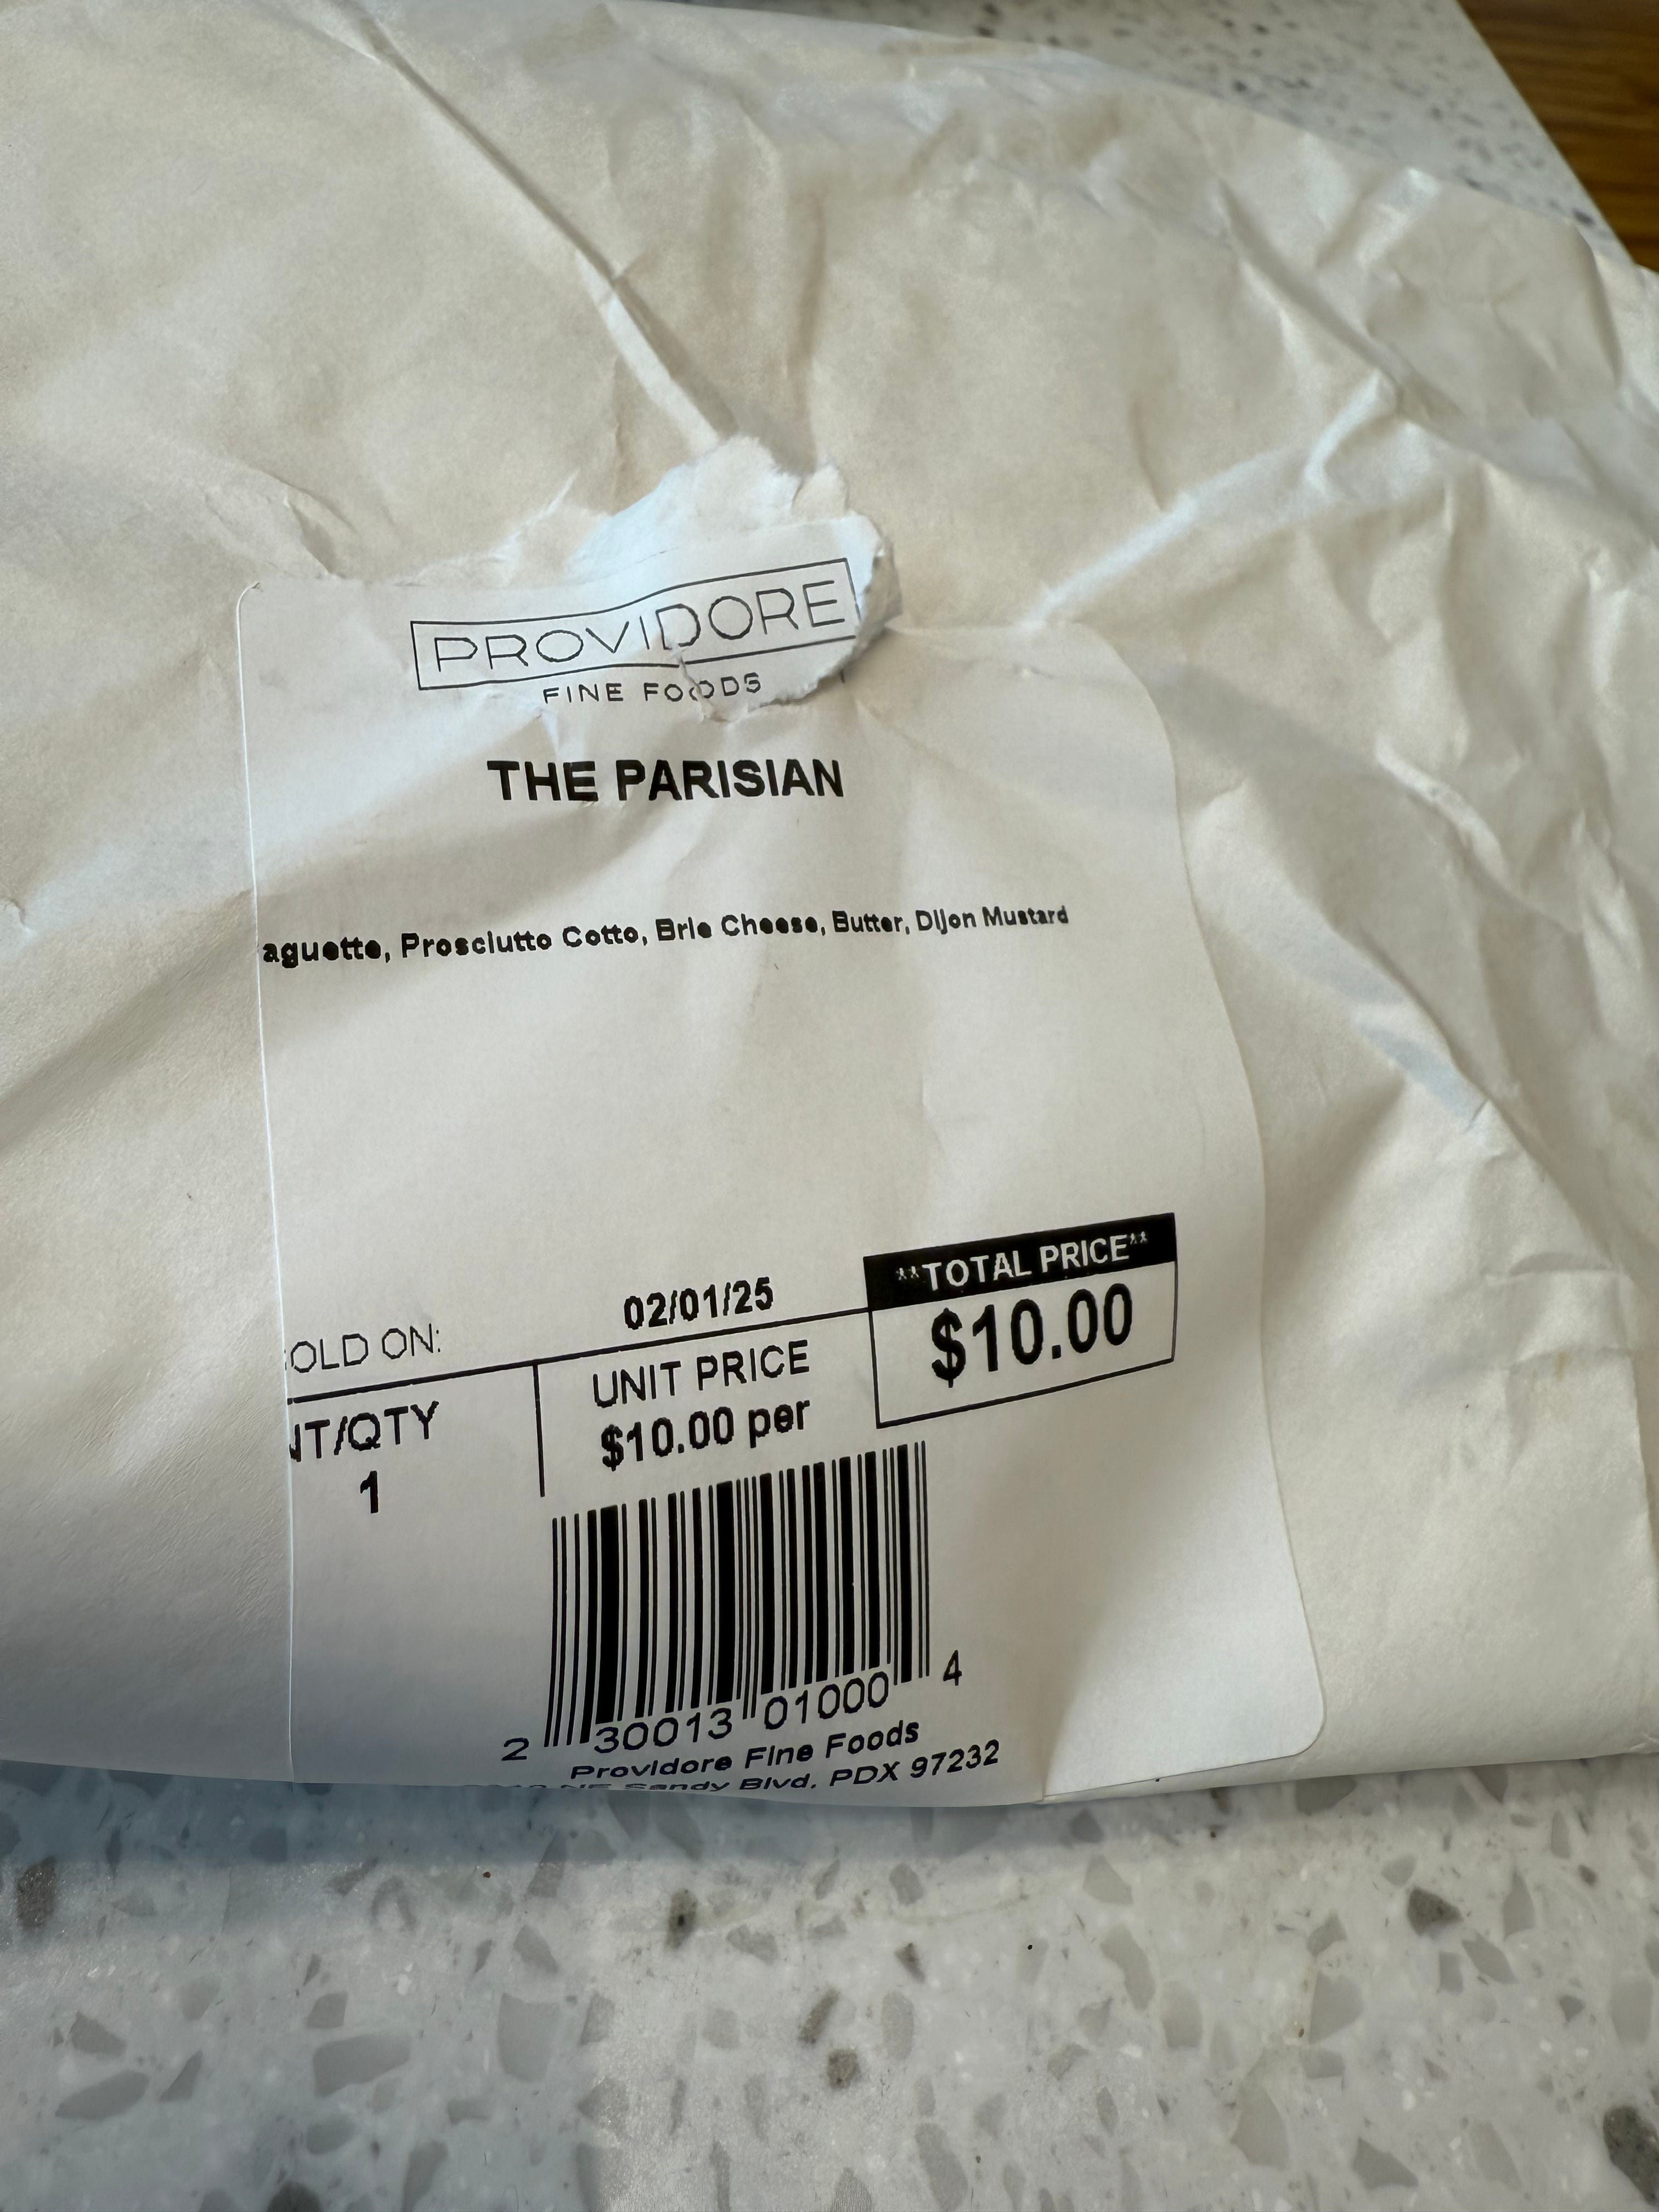 PROVIDORE
FINE FOODS
THE PARISIAN
aguette, Prosciutto Cotto, Brie Cheese, Butter, Dijon Mustard
OLD ON:
02/01/25
**TOTAL PRICE**
$10.00
NT/QTY
1
UNIT PRICE
$10.00 per
2 30013 01000 4
Providore Fine Foods
NE Sandy Blvd, PDX 97232